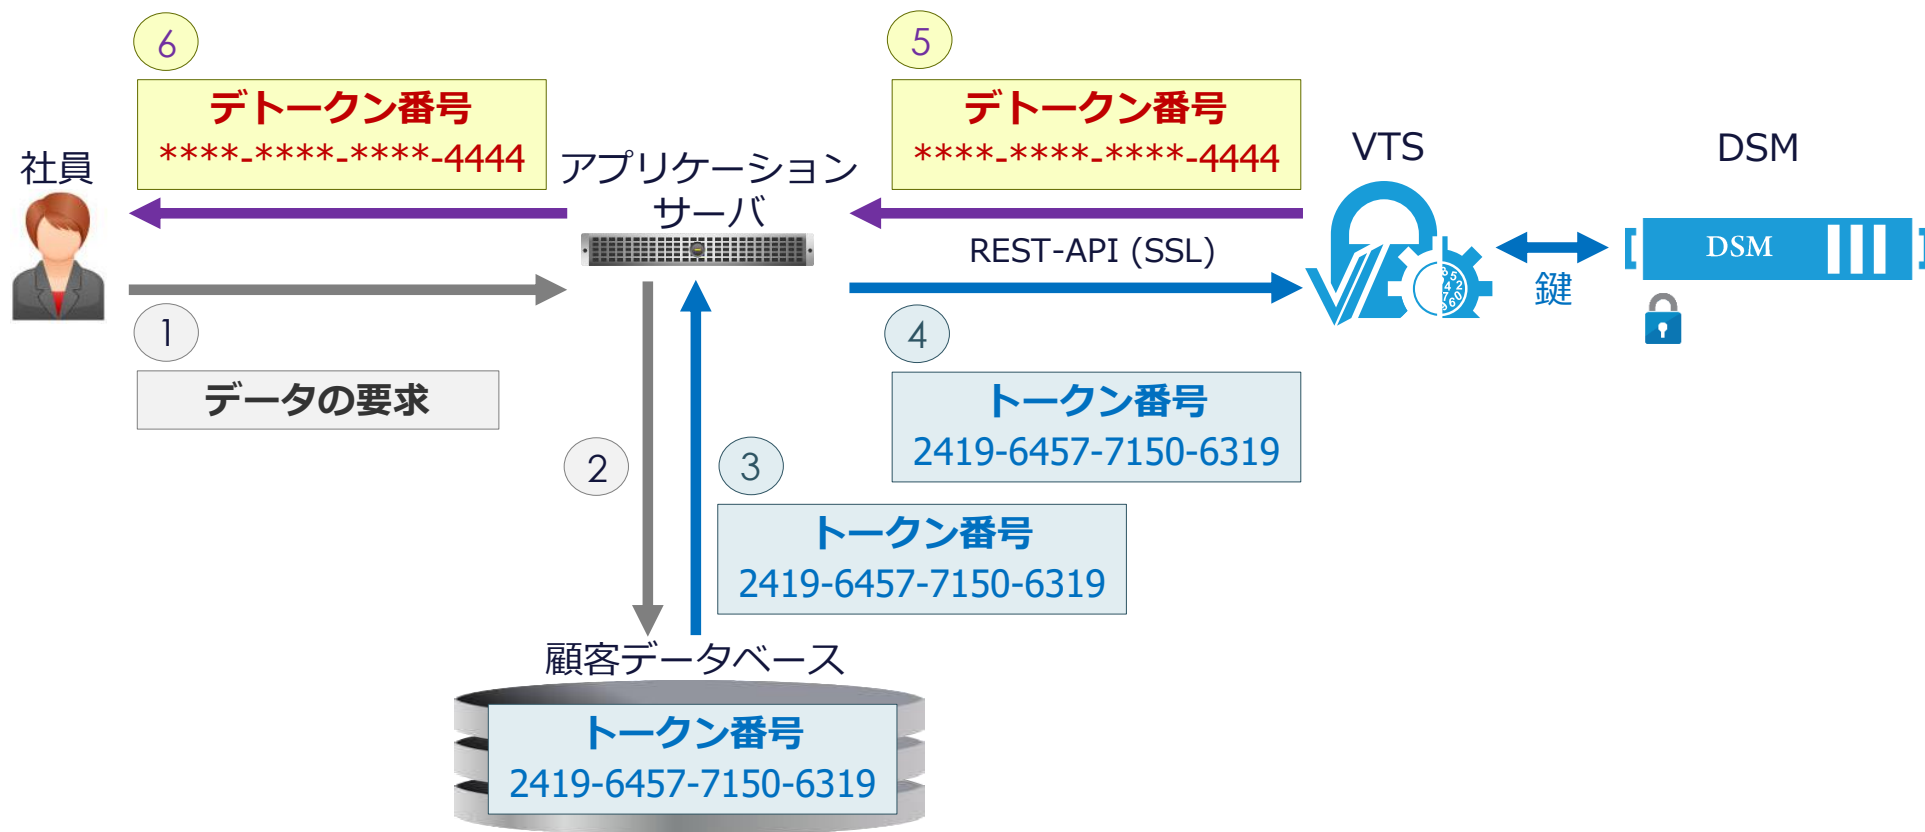 6
デトークン番号
****-****-****-4444
5
デトークン番号
****-****-****-4444
社員
アプリケーション
サーバ
VTS
DSM
REST-API (SSL)
DSM
鍵
1
データの要求
4
トークン番号
2419-6457-7150-6319
2
3
トークン番号
2419-6457-7150-6319
顧客データベース
トークン番号
2419-6457-7150-6319